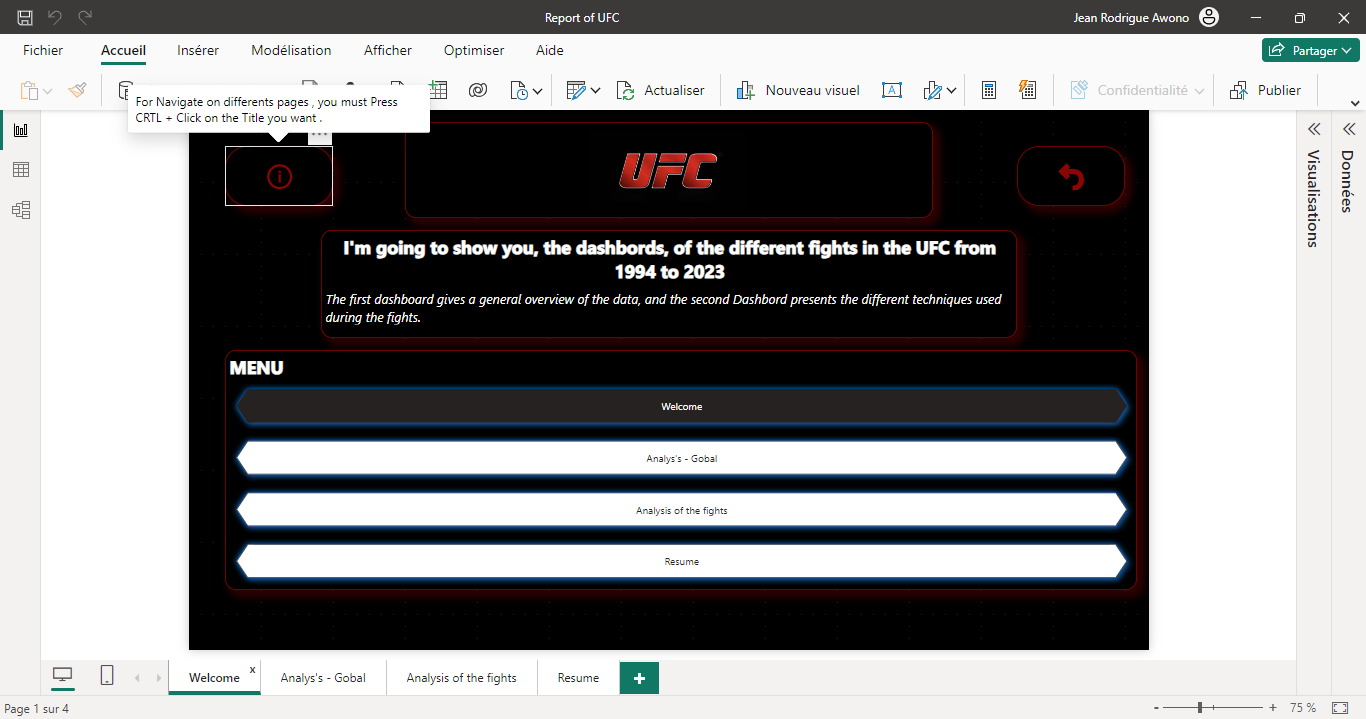 Report of UFC
Jean Rodrigue Awono
Fichier
Accueil
Insérer
Modélisation
Afficher
Optimiser
Aide
Partager
Actualiser
Nouveau visuel
A
Confidentialité
Publier
For Navigate on differents pages , you must Press
CRTL + Click on the Title you want .
UFC
Visualisations
Données
I'm going to show you, the dashbords, of the different fights in the UFC from
1994 to 2023
The first dashboard gives a general overview of the data, and the second Dashbord presents the different techniques used
during the fights.
MENU
Welcome
Analys's - Gobal
Analysis of the fights
Resume
Welcome
x
Analys's - Gobal
Analysis of the fights
Resume
+
Page 1 sur 4
- + 75 %